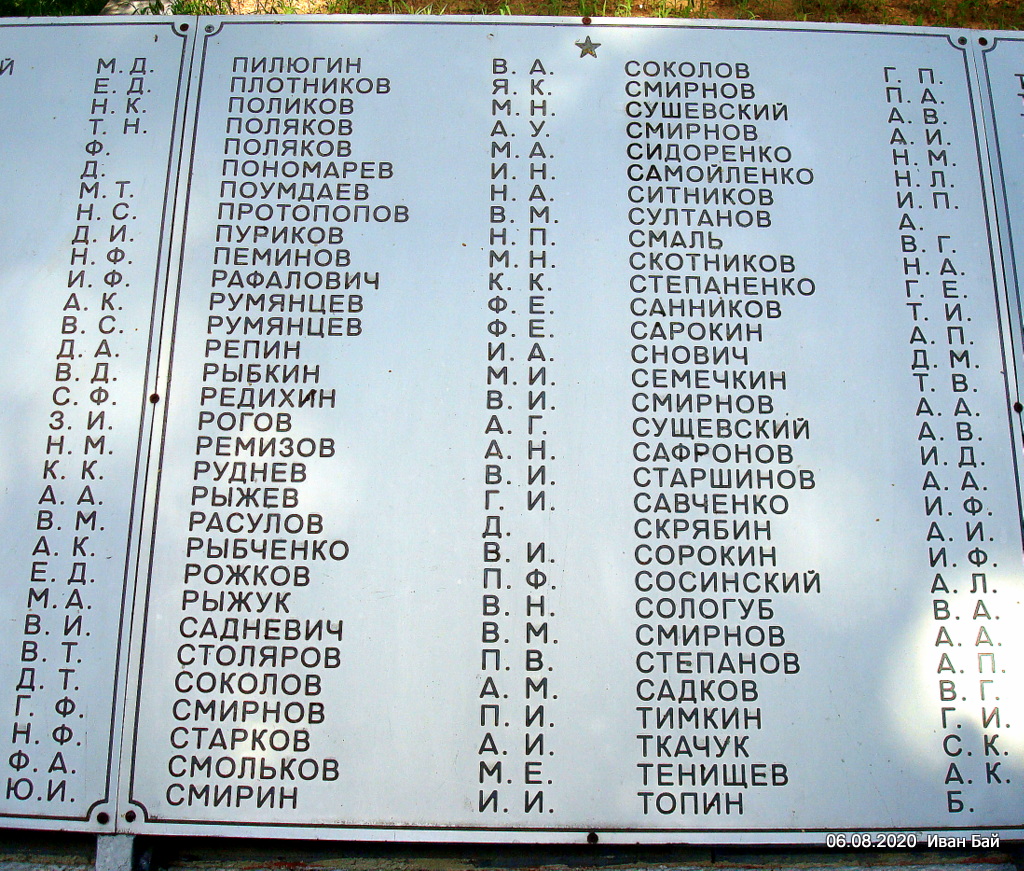 М. Д.
Е. Д.
Н. К.
Т. Н.
Ф.
Д.
М. Т.
Н. С.
Д. И.
Н. Ф.
И. Ф.
А. К.
В. С.
Д. А.
В. Д.
С. Ф.
З. И.
Н. М.
К. К.
А. А.
В. М.
А. К.
Е. Д.
М. А.
В. И.
В. Т.
Д. Т.
Г. Ф.
Н. Ф.
Ф. А.
Ю.И.
ПИЛЮГИН В. А.
ПЛОТНИКОВ Я. К.
ПОЛИКОВ М. Н.
ПОЛЯКОВ А. У.
ПОЛЯКОВ М. А.
ПОНОМАРЕВ И. Н.
ПОУМДАЕВ Н. А.
ПРОТОПОПОВ В. М.
ПУРИКОВ Н. П.
ПЕМИНОВ М. Н.
РАФАЛОВИЧ К. К.
РУМЯНЦЕВ Ф. Е.
РУМЯНЦЕВ Ф. Е.
РЕПИН И. А.
РЫБКИН М. И.
РЕДИХИН В. И.
РОГОВ А. Г.
РЕМИЗОВ А. Н.
РУДНЕВ В. И.
РЫЖЕВ Г. И.
РАСУЛОВ Д.
РЫБЧЕНКО В. И.
РОЖКОВ П. Ф.
РЫЖУК В. Н.
САДНЕВИЧ В. М.
СТОЛЯРОВ П. В.
СОКОЛОВ А. М.
СМИРНОВ П. И.
СТАРКОВ А. И.
СМОЛЬКОВ М. Е.
СМИРИН И. И.
СОКОЛОВ Г. П.
СМИРНОВ П. А.
СУШЕВСКИЙ А. В.
СМИРНОВ А. И.
СИДОРЕНКО Н. М.
САМОЙЛЕНКО Н. Л.
СИТНИКОВ И. П.
СУЛТАНОВ А.
СМАЛЬ В. Г.
СКОТНИКОВ Н. А.
СТЕПАНЕНКО Г. Е.
САННИКОВ Т. И.
САРОКИН А. П.
СНОВИЧ Д. М.
СЕМЕЧКИН Т. В.
СМИРНОВ А. А.
СУЩЕВСКИЙ А. В.
САФРОНОВ И. Д.
СТАРШИНОВ А. А.
САВЧЕНКО И. Ф.
СКРЯБИН А. И.
СОРОКИН И. Ф.
СОСИНСКИЙ А. Л.
СОЛОГУБ В. А.
СМИРНОВ А. А.
СТЕПАНОВ А. П.
САДКОВ В. Г.
ТИМКИН Г. И.
ТКАЧУК С. К.
ТЕНИЩЕВ А. К.
ТОПИН Б.
06.08.2020 Иван Бай